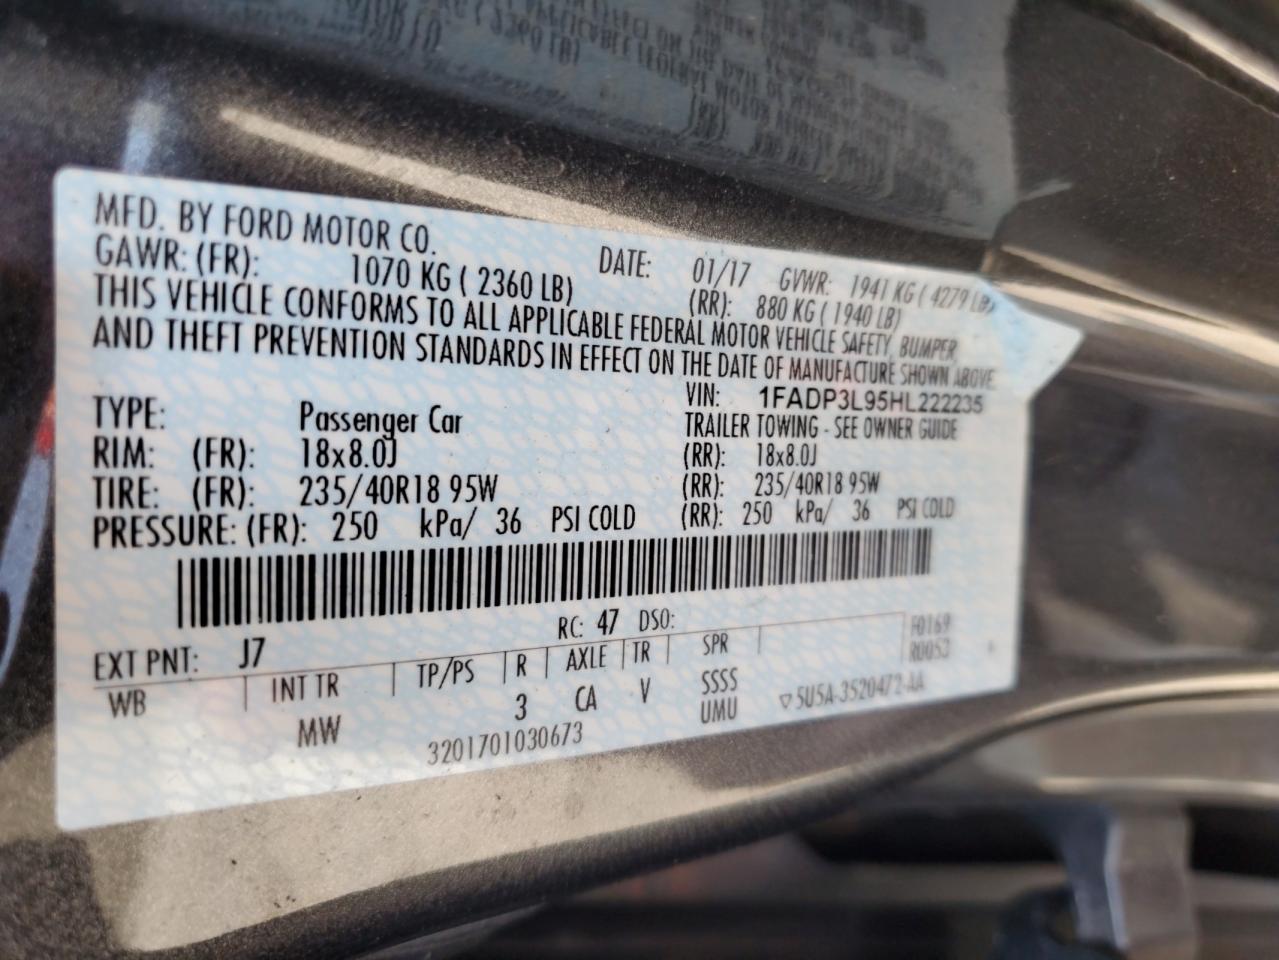 MFD. BY FORD MOTOR CO.
DATE: 01/17 GVWR: 1941 KG ( 4279 LB)
GAWR: (FR): 1070 KG ( 2360 LB) (RR): 880 KG ( 1940 LB)
THIS VEHICLE CONFORMS TO ALL APPLICABLE FEDERAL MOTOR VEHICLE SAFETY, BUMPER,
AND THEFT PREVENTION STANDARDS IN EFFECT ON THE DATE OF MANUFACTURE SHOWN ABOVE.
VIN: 1FADP3L95HL222235
TYPE: Passenger Car TRAILER TOWING - SEE OWNER GUIDE
RIM: (FR): 18x8.0J (RR): 18x8.0J
TIRE: (FR): 235/40R18 95W (RR): 235/40R18 95W
PRESSURE: (FR): 250 kPa/ 36 PSI COLD (RR): 250 kPa/ 36 PSI COLD
EXT PNT: J7 RC: 47 DSO: F0169
R0053
WB INT TR TP/PS R AXLE TR SPR
MW 3 CA V SSSS
UMU
3201701030673
▽5U5A-3520472-AA